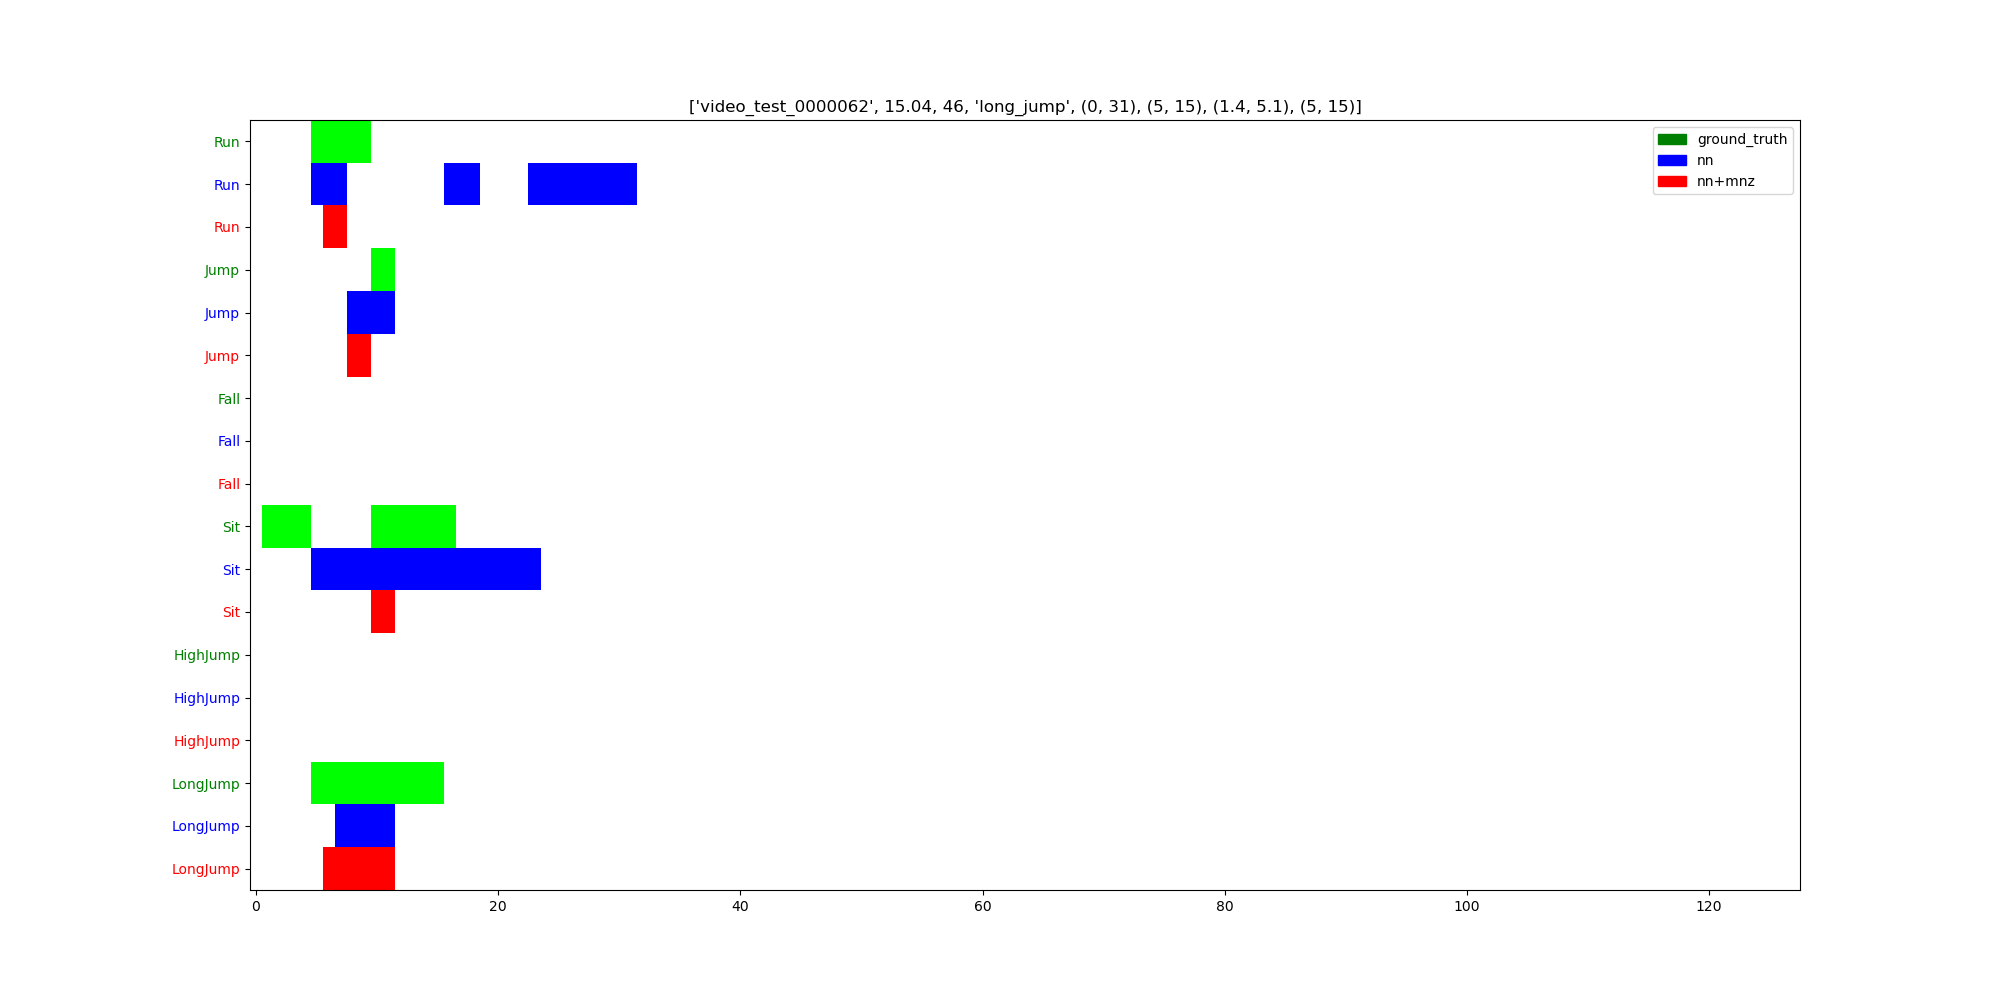 ['video_test_0000062', 15.04, 46, 'long_jump', (0, 31), (5, 15), (1.4, 5.1), (5, 15)]
ground_truth
nn
nn+mnz
Run
Run
Run
Jump
Jump
Jump
Fall
Fall
Fall
Sit
Sit
Sit
HighJump
HighJump
HighJump
LongJump
LongJump
LongJump
0 20 40 60 80 100 120